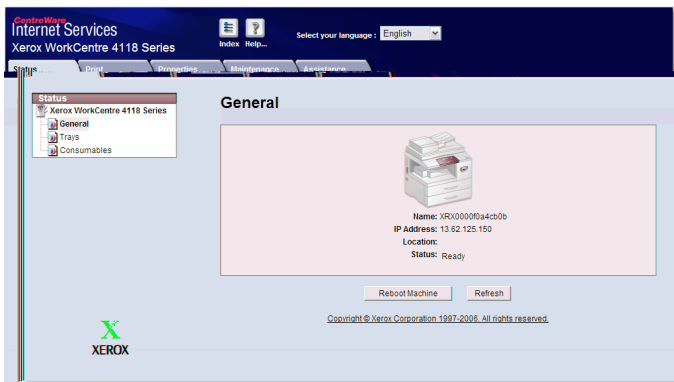 CentreWare
Internet Services
Xerox WorkCentre 4118 Series
Index Help...
Select your language : English
Status Print Properties Maintenance Assistance
Status
Xerox WorkCentre 4118 Series
General
Trays
Consumables
General
Name: XRX0000f0a4cb0b
IP Address: 13.62.125.150
Location:
Status: Ready
Reboot Machine Refresh
Copyright © Xerox Corporation 1997-2006. All rights reserved.
X
XEROX